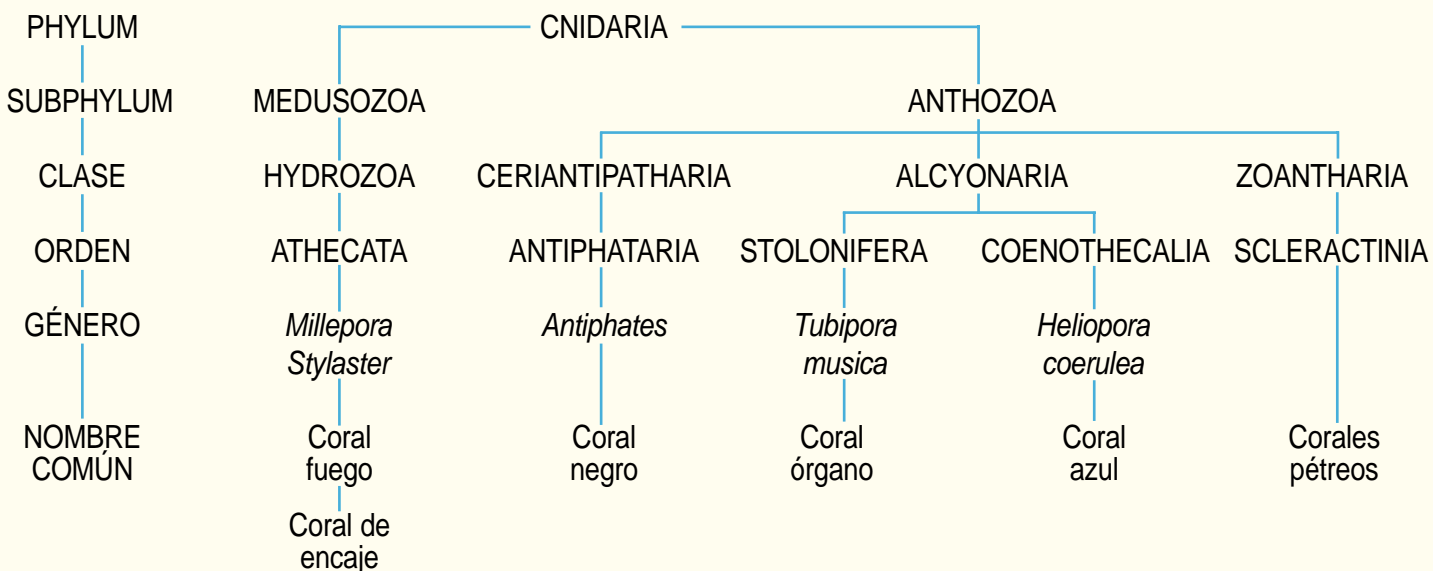 PHYLUM CNIDARIA
SUBPHYLUM MEDUSOZOA ANTHOZOA
CLASE HYDROZOA CERIANTIPATHARIA ALCYONARIA ZOANTHARIA
ORDEN ATHECATA ANTIPHATARIA STOLONIFERA COENOTHECALIA SCLERACTINIA
GÉNERO Millepora Antiphates Tubipora Heliopora
Stylaster musica coerulea
NOMBRE Coral Coral Coral Coral Corales
COMÚN fuego negro órgano azul pétreos
Coral de
encaje